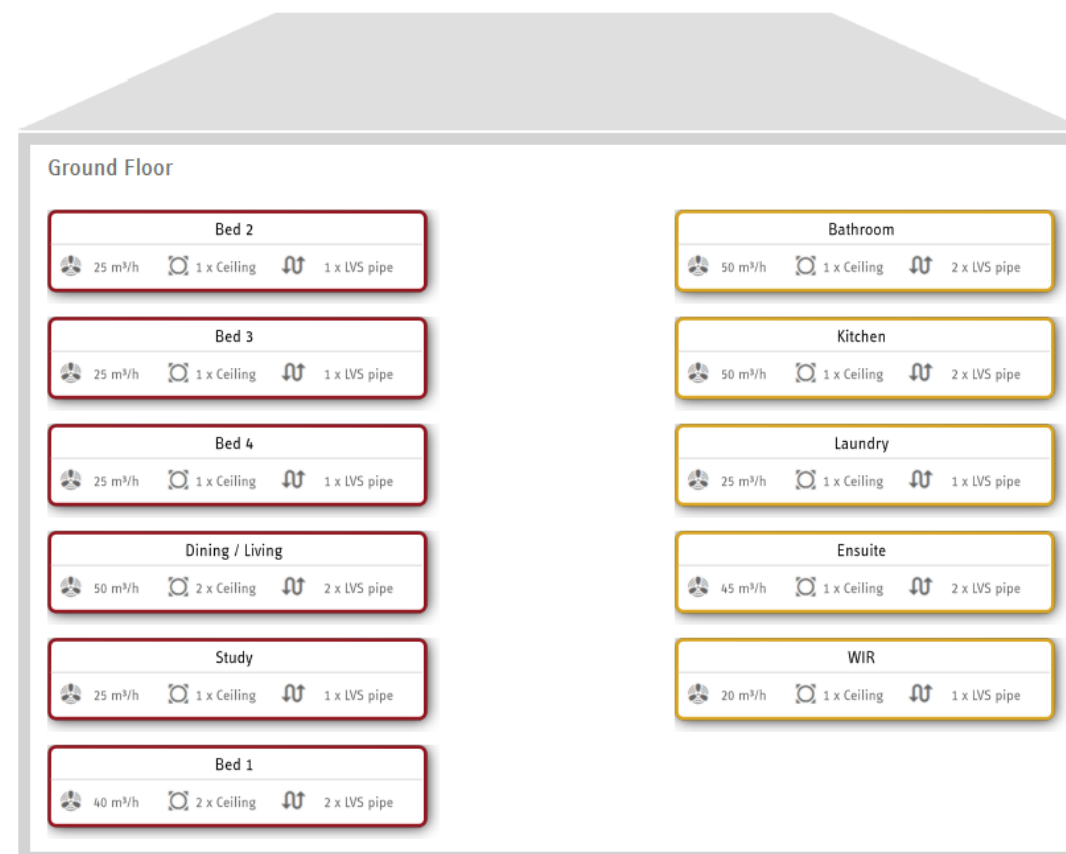 Ground Floor
Bed 2
25 m³/h 1 x Ceiling 1 x LVS pipe
Bed 3
25 m³/h 1 x Ceiling 1 x LVS pipe
Bed 4
25 m³/h 1 x Ceiling 1 x LVS pipe
Dining / Living
50 m³/h 2 x Ceiling 2 x LVS pipe
Study
25 m³/h 1 x Ceiling 1 x LVS pipe
Bed 1
40 m³/h 2 x Ceiling 2 x LVS pipe
Bathroom
50 m³/h 1 x Ceiling 2 x LVS pipe
Kitchen
50 m³/h 1 x Ceiling 2 x LVS pipe
Laundry
25 m³/h 1 x Ceiling 1 x LVS pipe
Ensuite
45 m³/h 1 x Ceiling 2 x LVS pipe
WIR
20 m³/h 1 x Ceiling 1 x LVS pipe